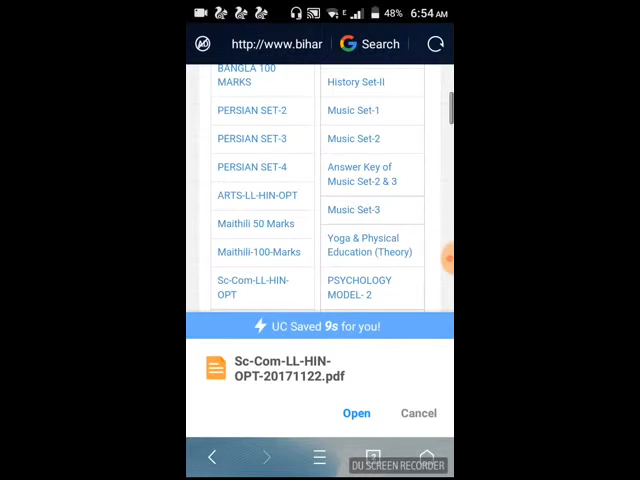 E 48% 6:54 AM
AD http://www.bihar Search
BANGLA 100
MARKS
History Set-II
PERSIAN SET-2
Music Set-1
PERSIAN SET-3
Music Set-2
PERSIAN SET-4
Answer Key of
Music Set-2 & 3
ARTS-LL-HIN-OPT
Music Set-3
Maithili 50 Marks
Yoga & Physical
Education (Theory)
Maithili-100-Marks
Sc-Com-LL-HIN-
OPT
PSYCHOLOGY
MODEL- 2
UC Saved 9s for you!
Sc-Com-LL-HIN-
OPT-20171122.pdf
Open Cancel
DU SCREEN RECORDER